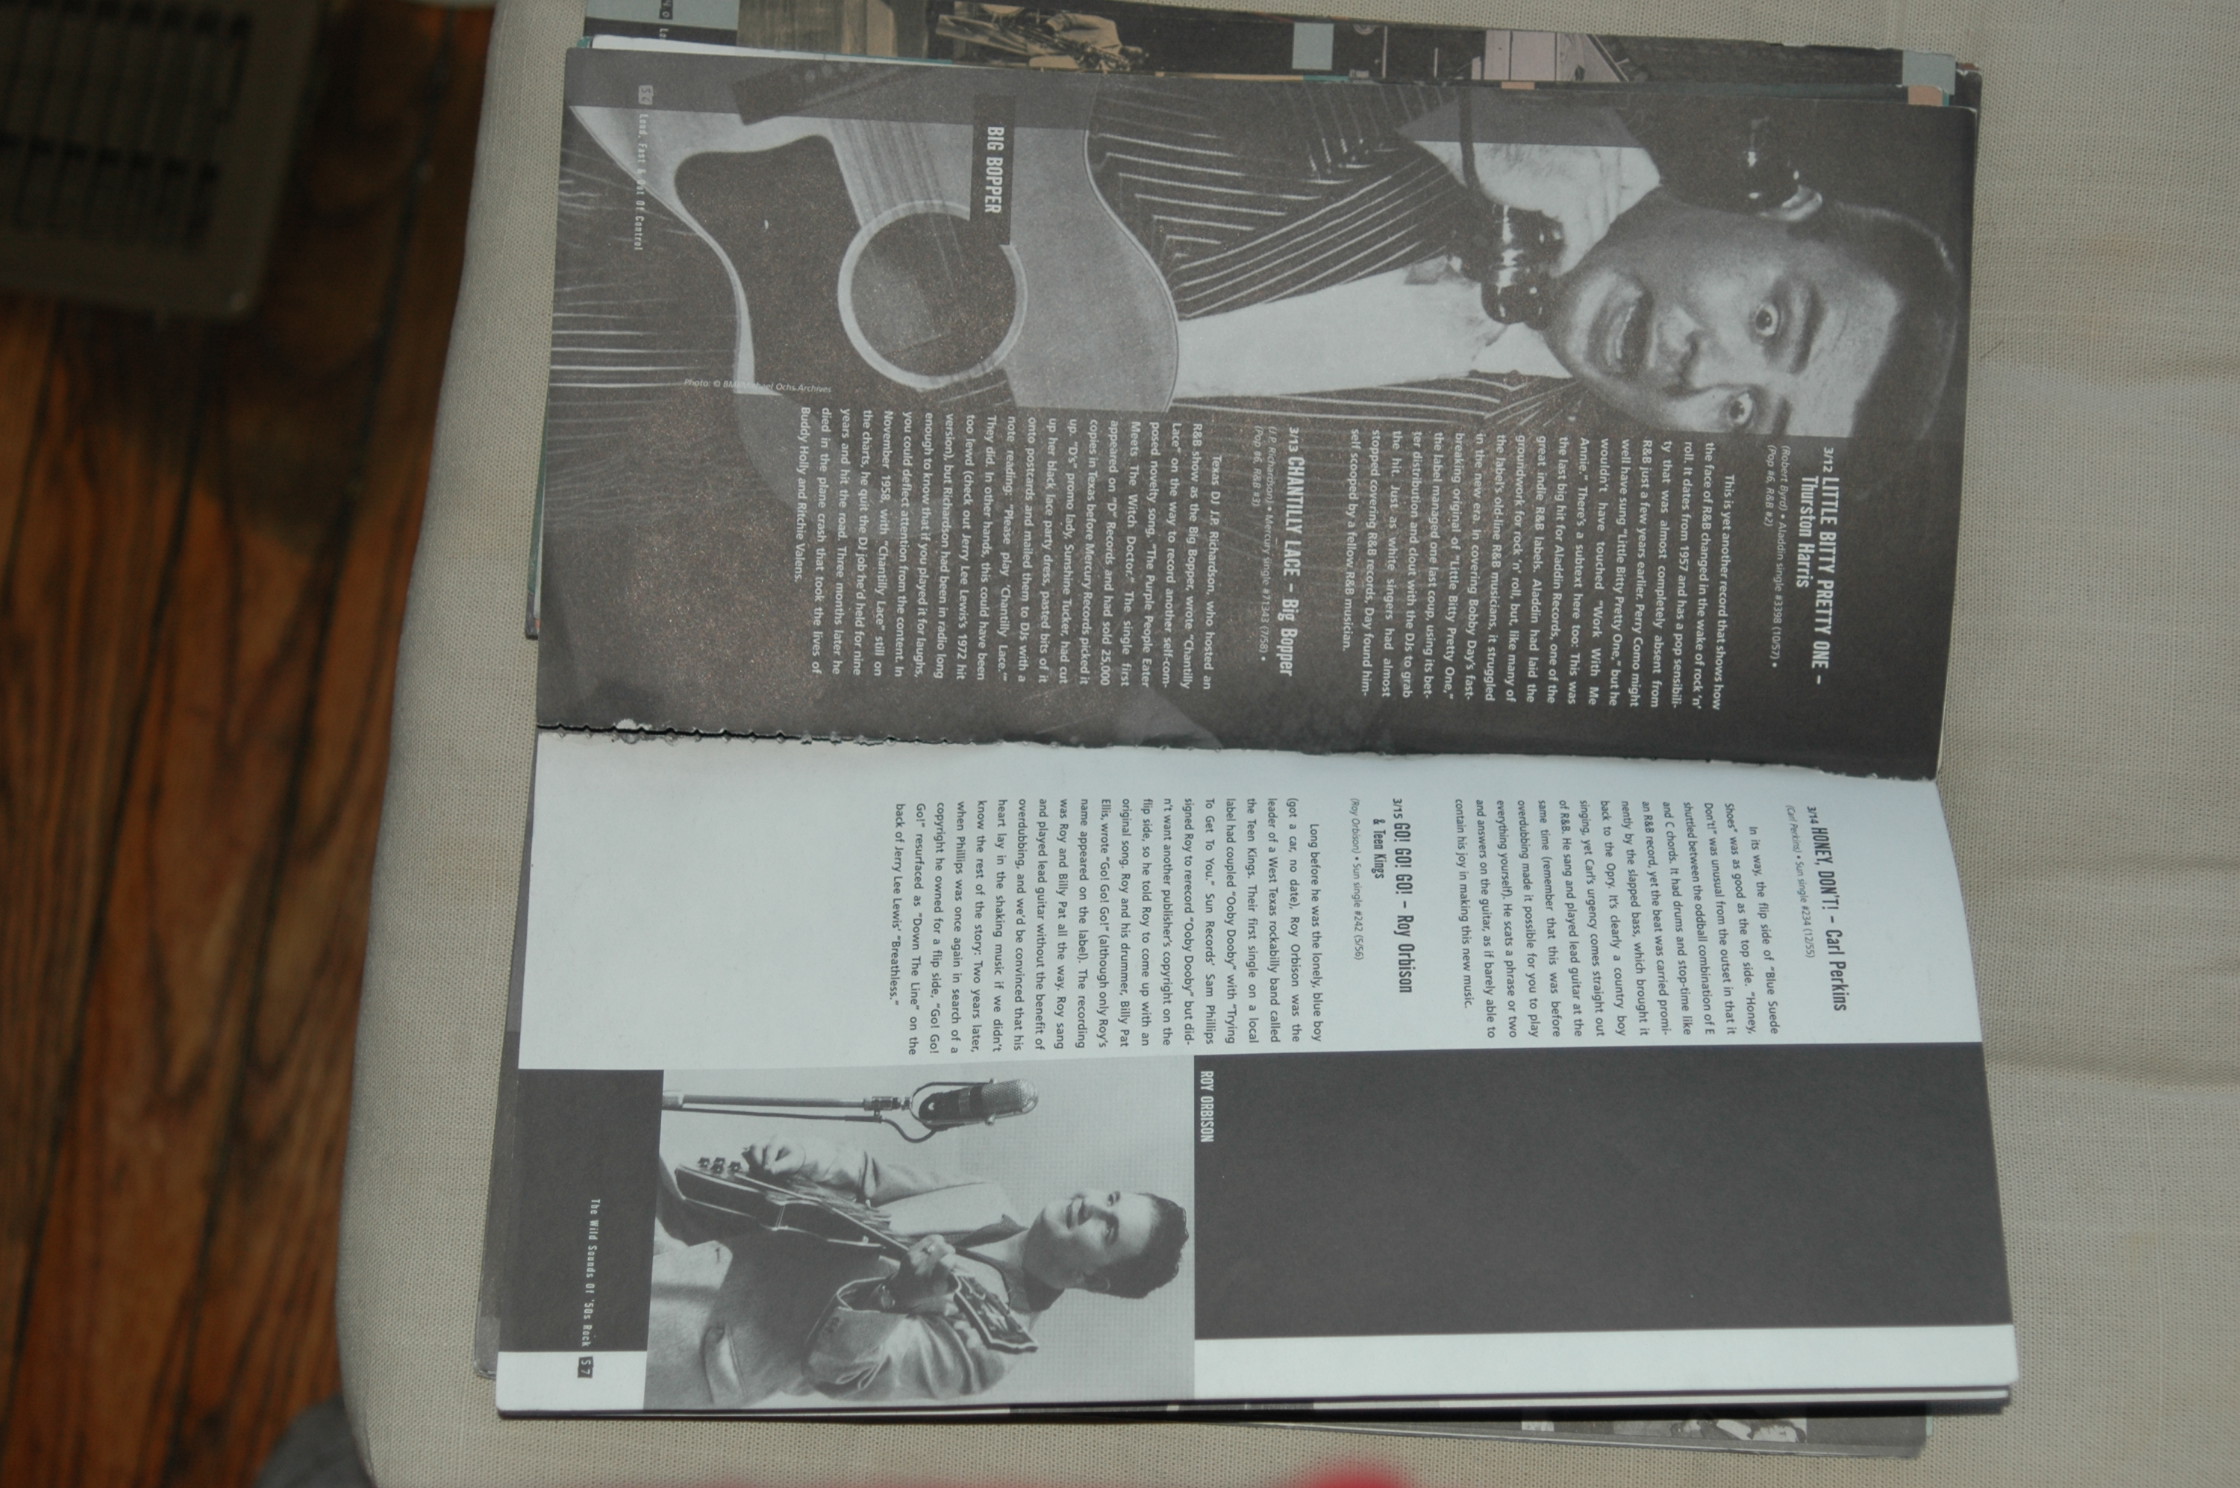 3/12 LITTLE BITTY PRETTY ONE –
Thurston Harris
(Robert Byrd) • Aladdin single #3398 (10/57) •
(Pop #6, R&B #2)
This is yet another record that shows how
the face of R&B changed in the wake of rock 'n'
roll. It dates from 1957 and has a pop sensibili-
ty that was almost completely absent from
R&B just a few years earlier. Perry Como might
well have sung "Little Bitty Pretty One," but he
wouldn't have touched "Work With Me
Annie." There's a subtext here too: This was
the last big hit for Aladdin Records, one of the
great indie R&B labels. Aladdin had laid the
groundwork for rock 'n' roll, but, like many of
the label's old-line R&B musicians, it struggled
in the new era. In covering Bobby Day's fast-
breaking original of "Little Bitty Pretty One,"
the label managed one last coup, using its bet-
ter distribution and clout with the DJs to grab
the hit. Just as white singers had almost
stopped covering R&B records, Day found him-
self scooped by a fellow R&B musician.
3/13 CHANTILLY LACE – Big Bopper
(J.P. Richardson) • Mercury single #71343 (7/58) •
(Pop #6, R&B #3)
Texas DJ J.P. Richardson, who hosted an
R&B show as the Big Bopper, wrote "Chantilly
Lace" on the way to record another self-com-
posed novelty song, "The Purple People Eater
Meets The Witch Doctor." The single first
appeared on "D" Records and had sold 25,000
copies in Texas before Mercury Records picked it
up. "D's" promo lady, Sunshine Tucker, had cut
up her black lace party dress, pasted bits of it
onto postcards and mailed them to DJs with a
note reading: "Please play 'Chantilly Lace.'"
They did. In other hands, this could have been
too lewd (check out Jerry Lee Lewis's 1972 hit
version), but Richardson had been in radio long
enough to know that if you played it for laughs,
you could deflect attention from the content. In
November 1958, with "Chantilly Lace" still on
the charts, he quit the DJ job he'd held for nine
years and hit the road. Three months later he
died in the plane crash that took the lives of
Buddy Holly and Ritchie Valens.
BIG BOPPER
Photo: © BMI/Michael Ochs Archives
Loud, Fast & Out Of Control
3/14 HONEY, DON'T! – Carl Perkins
(Carl Perkins) • Sun single #234 (12/55)
In its way, the flip side of "Blue Suede
Shoes" was as good as the top side. "Honey,
Don't!" was unusual from the outset in that it
shuttled between the oddball combination of E
and C chords. It had drums and stop-time like
an R&B record, yet the beat was carried promi-
nently by the slapped bass, which brought it
back to the Opry. It's clearly a country boy
singing, yet Carl's urgency comes straight out
of R&B. He sang and played lead guitar at the
same time (remember that this was before
overdubbing made it possible for you to play
everything yourself). He scats a phrase or two
and answers on the guitar, as if barely able to
contain his joy in making this new music.
3/15 GO! GO! GO! – Roy Orbison
& Teen Kings
(Roy Orbison) • Sun single #242 (5/56)
Long before he was the lonely, blue boy
(got a car, no date), Roy Orbison was the
leader of a West Texas rockabilly band called
the Teen Kings. Their first single on a local
label had coupled "Ooby Dooby" with "Trying
To Get To You." Sun Records' Sam Phillips
signed Roy to rerecord "Ooby Dooby" but did-
n't want another publisher's copyright on the
flip side, so he told Roy to come up with an
original song. Roy and his drummer, Billy Pat
Ellis, wrote "Go! Go! Go!" (although only Roy's
name appeared on the label). The recording
was Roy and Billy Pat all the way. Roy sang
and played lead guitar without the benefit of
overdubbing, and we'd be convinced that his
heart lay in the shaking music if we didn't
know the rest of the story: Two years later,
when Phillips was once again in search of a
copyright he owned for a flip side, "Go! Go!
Go!" resurfaced as "Down The Line" on the
back of Jerry Lee Lewis' "Breathless."
ROY ORBISON
The Wild Sounds Of '50s Rock 57